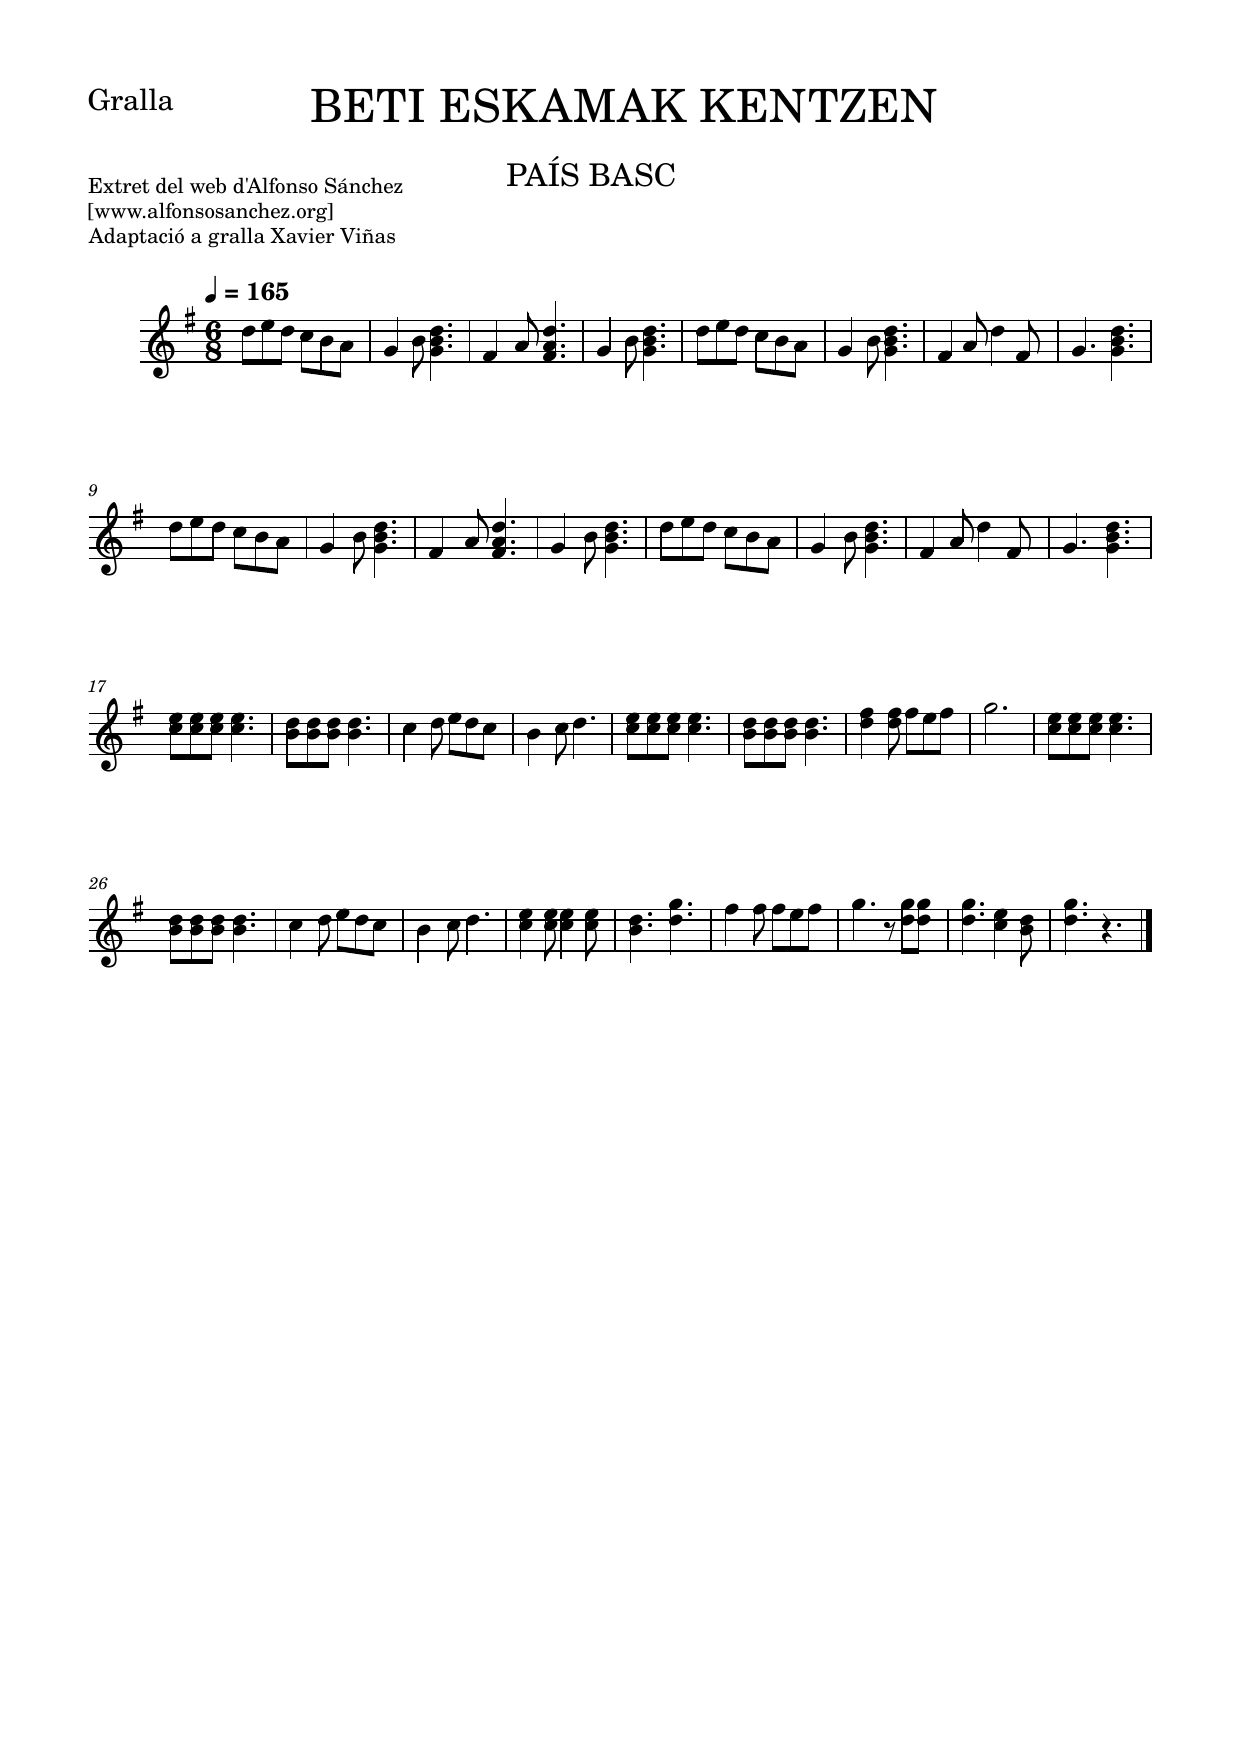 Gralla
BETI ESKAMAK KENTZEN
PAÍS BASC
Extret del web d'Alfonso Sánchez
[www.alfonsosanchez.org]
Adaptació a gralla Xavier Viñas
= 165
6
8
9
17
26